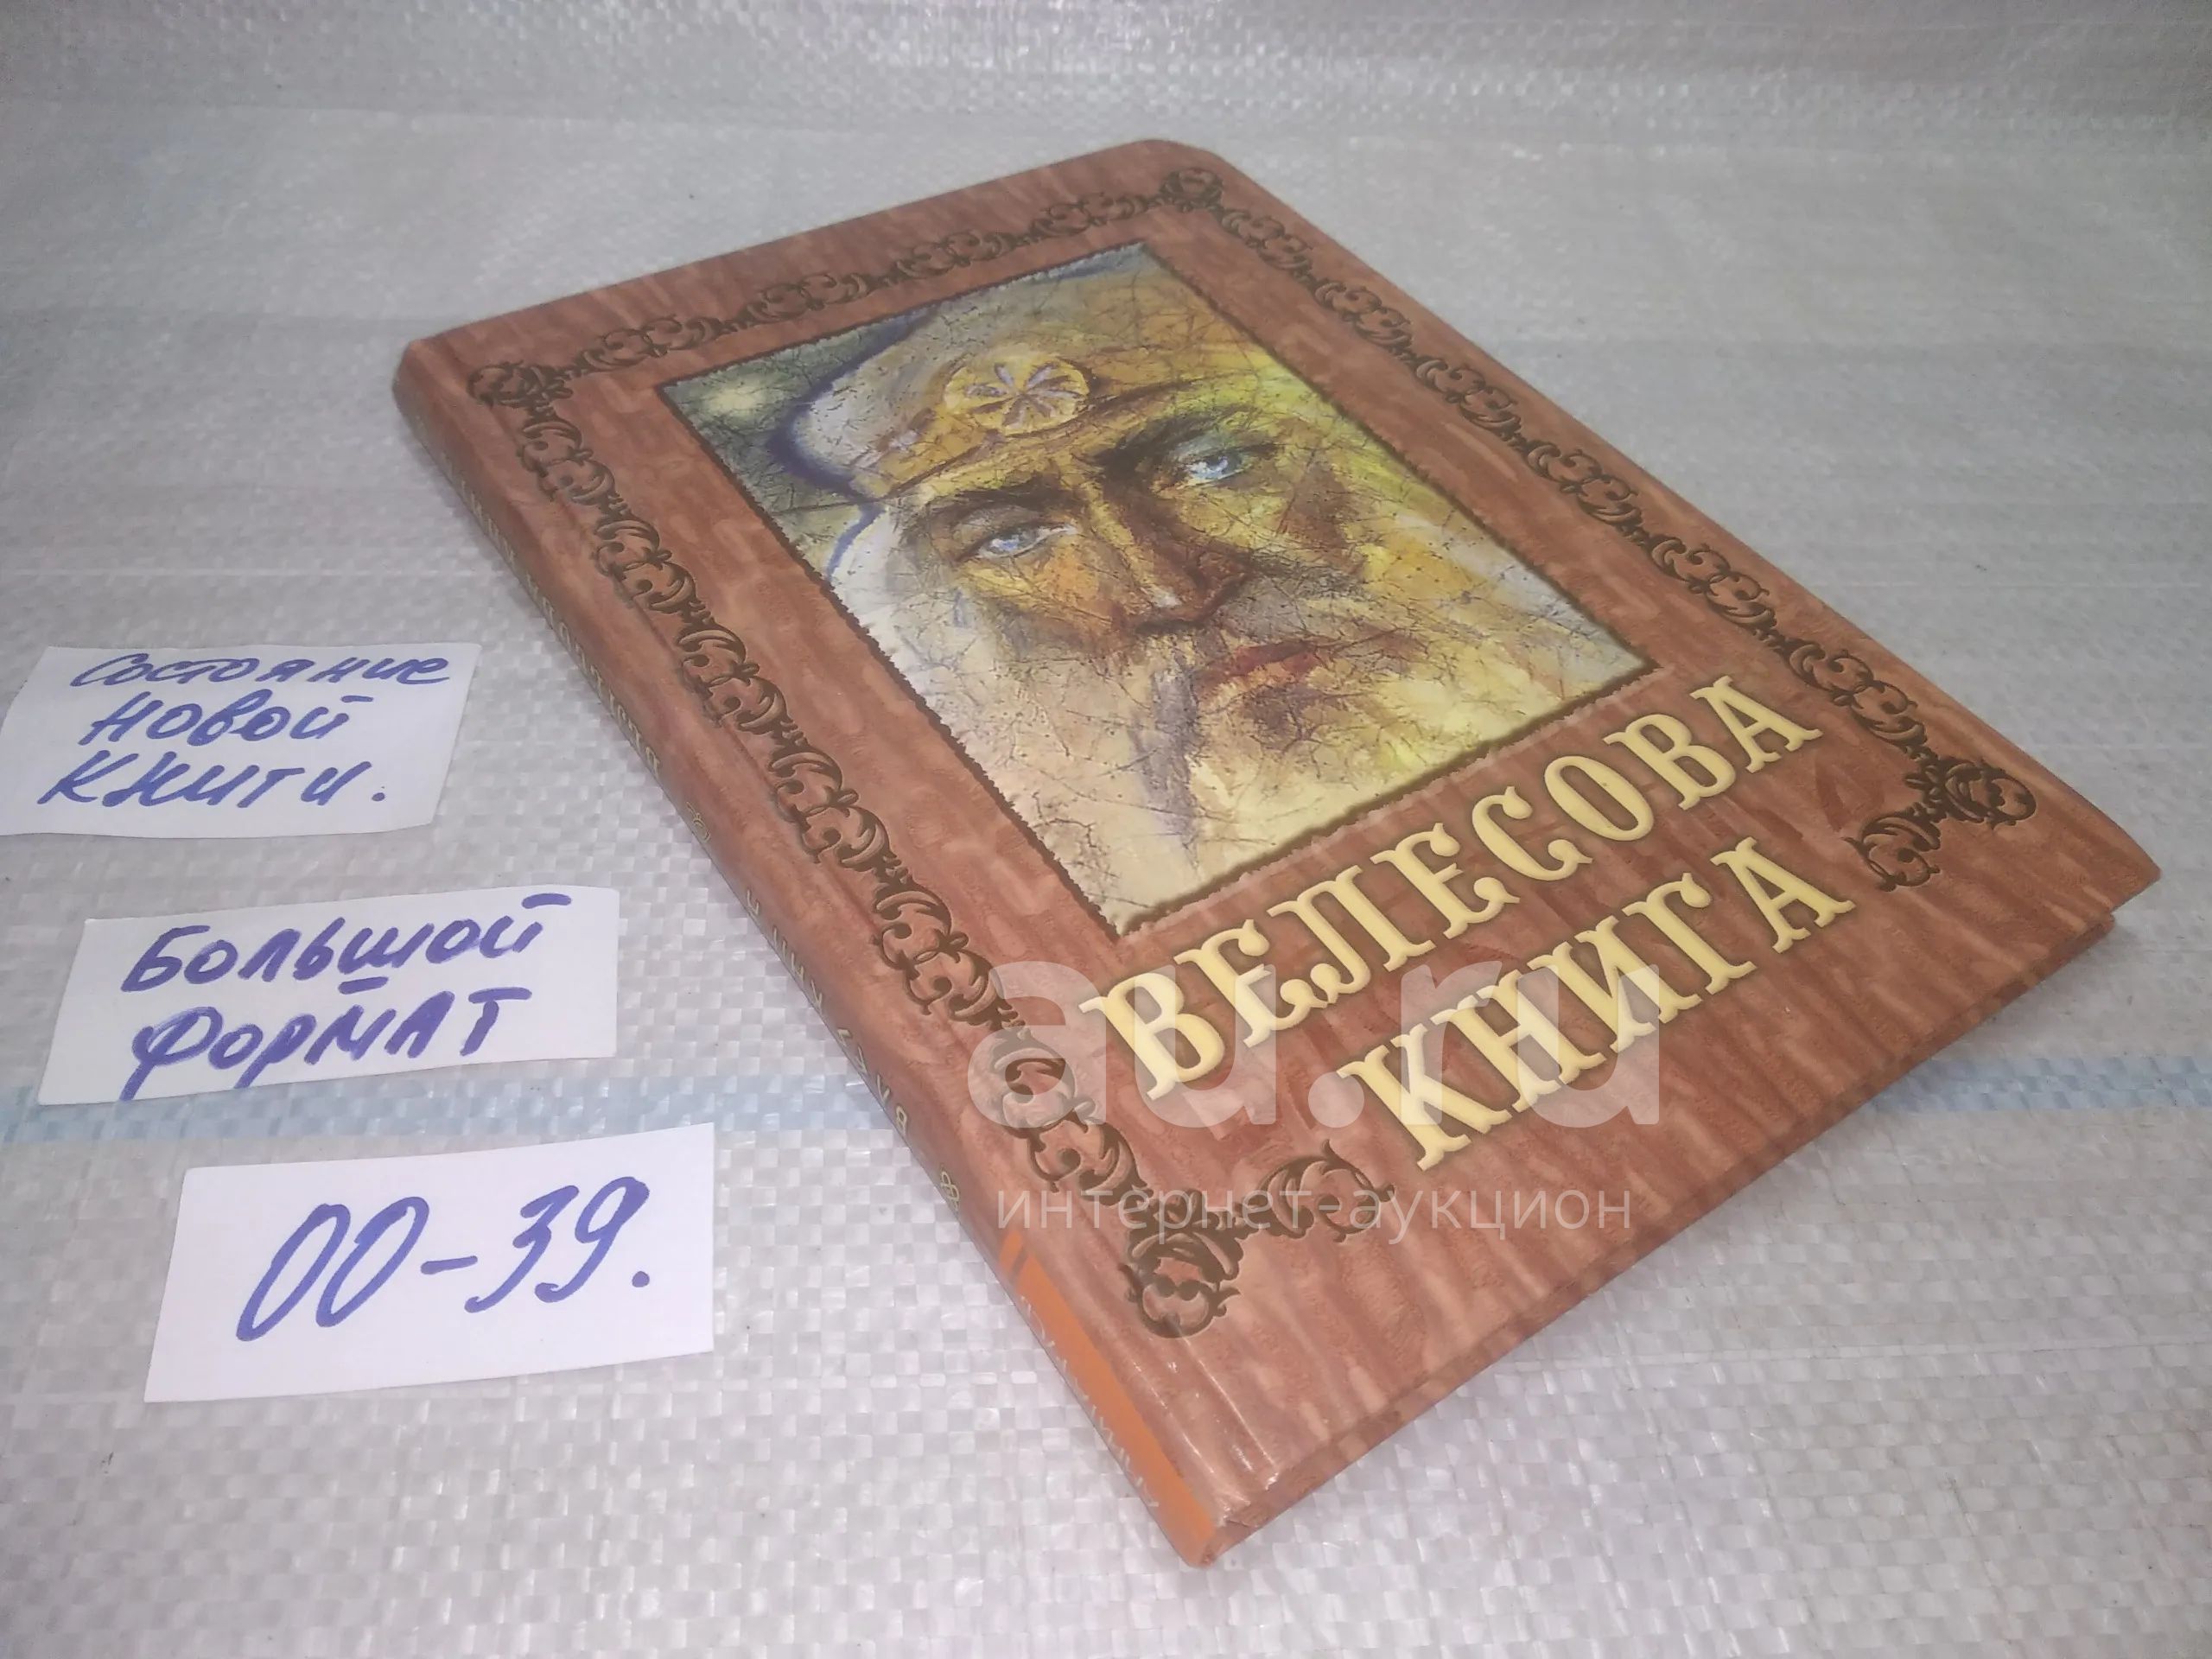 Состояние
новой
книги.
Большой
формат
00-39.
ВЕЛЕСОВА
КНИГА
au.ru
интернет-аукцион